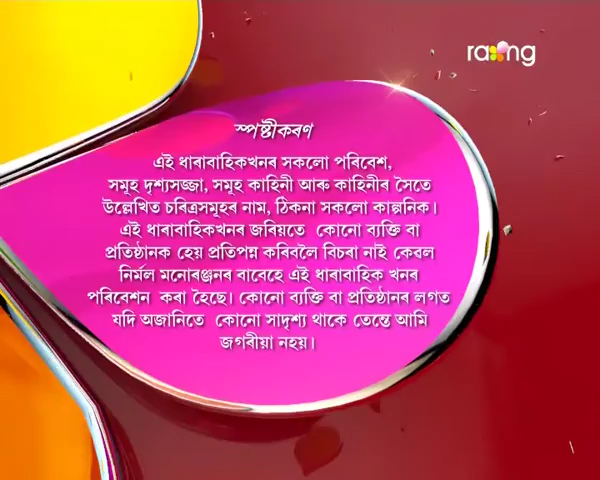 rang
স্পষ্টীকৰণ
এই ধাৰাবাহিকখনৰ সকলো পৰিবেশ,
সমূহ দৃশ্যসজ্জা, সমূহ কাহিনী আৰু কাহিনীৰ সৈতে
উল্লেখিত চৰিত্ৰসমূহৰ নাম, ঠিকনা সকলো কাল্পনিক।
এই ধাৰাবাহিকখনৰ জৰিয়তে কোনো ব্যক্তি বা
প্ৰতিষ্ঠানক হেয় প্ৰতিপন্ন কৰিবলৈ বিচৰা নাই কেৱল
নিৰ্মল মনোৰঞ্জনৰ বাবেহে এই ধাৰাবাহিক খনৰ
পৰিবেশন কৰা হৈছে। কোনো ব্যক্তি বা প্ৰতিষ্ঠানৰ লগত
যদি অজানিতে কোনো সাদৃশ্য থাকে তেন্তে আমি
জগৰীয়া নহয়।